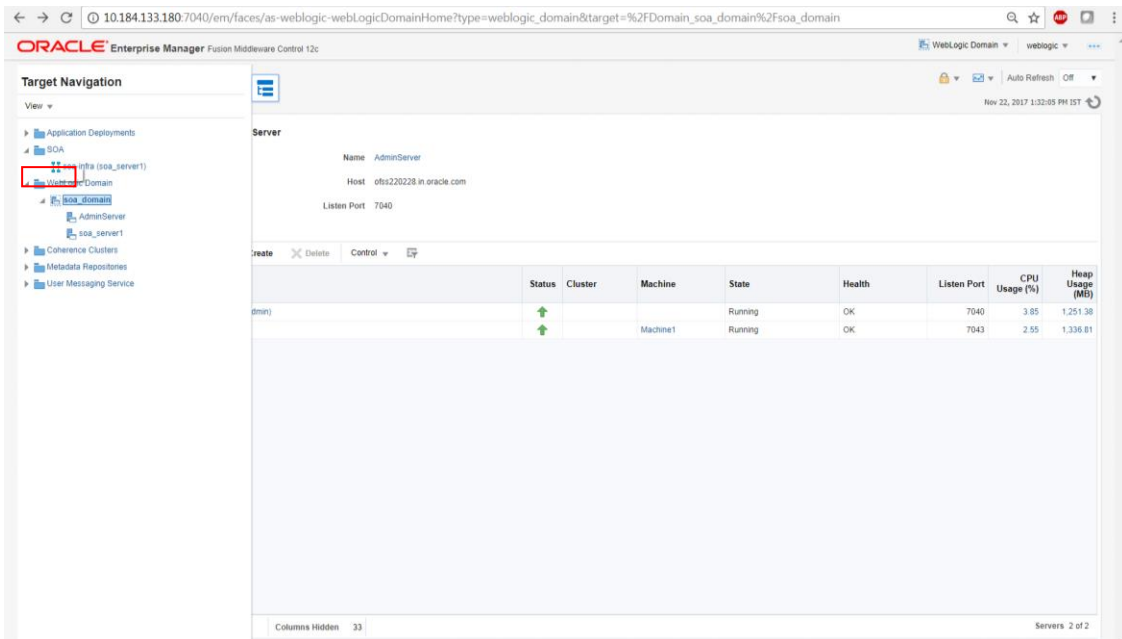 10.184.133.180:7040/em/faces/as-weblogic-webLogicDomainHome?type=weblogic_domain&target=%2FDomain_soa_domain%2Fsoa_domain
ABP
ORACLE Enterprise Manager Fusion Middleware Control 12c
WebLogic Domain weblogic
Target Navigation
Auto Refresh Off
View
Nov 22, 2017 1:32:05 PM IST
Application Deployments
SOA
soa-infra (soa_server1)
WebLogic Domain
soa_domain
AdminServer
soa_server1
Coherence Clusters
Metadata Repositories
User Messaging Service
Server
Name AdminServer
Host ofss220228.in.oracle.com
Listen Port 7040
Create Delete Control
Status Cluster Machine State Health Listen Port CPU Usage (%) Heap Usage (MB)
dmin) Running OK 7040 3.85 1,251.38
Machine1 Running OK 7043 2.55 1,336.81
Columns Hidden 33
Servers 2 of 2